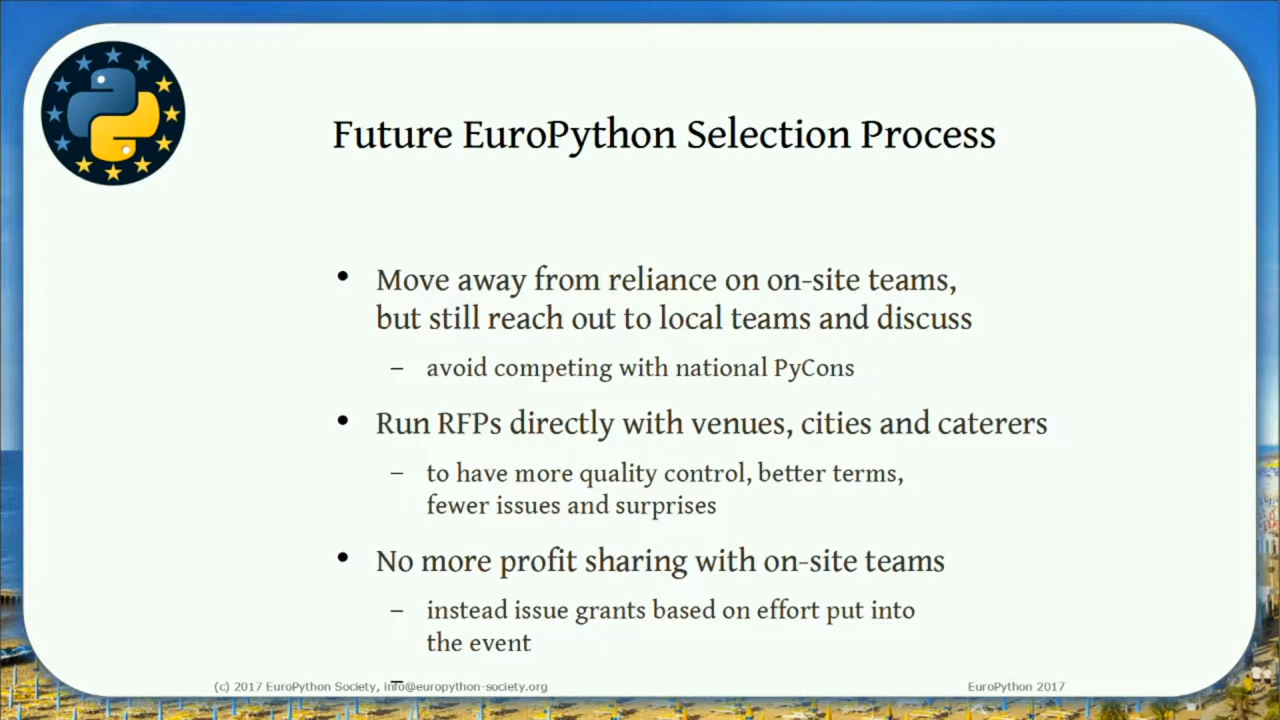 Future EuroPython Selection Process
• Move away from reliance on on-site teams,
but still reach out to local teams and discuss
– avoid competing with national PyCons
• Run RFPs directly with venues, cities and caterers
– to have more quality control, better terms,
fewer issues and surprises
• No more profit sharing with on-site teams
– instead issue grants based on effort put into
the event
–
(c) 2017 EuroPython Society, info@europython-society.org
EuroPython 2017